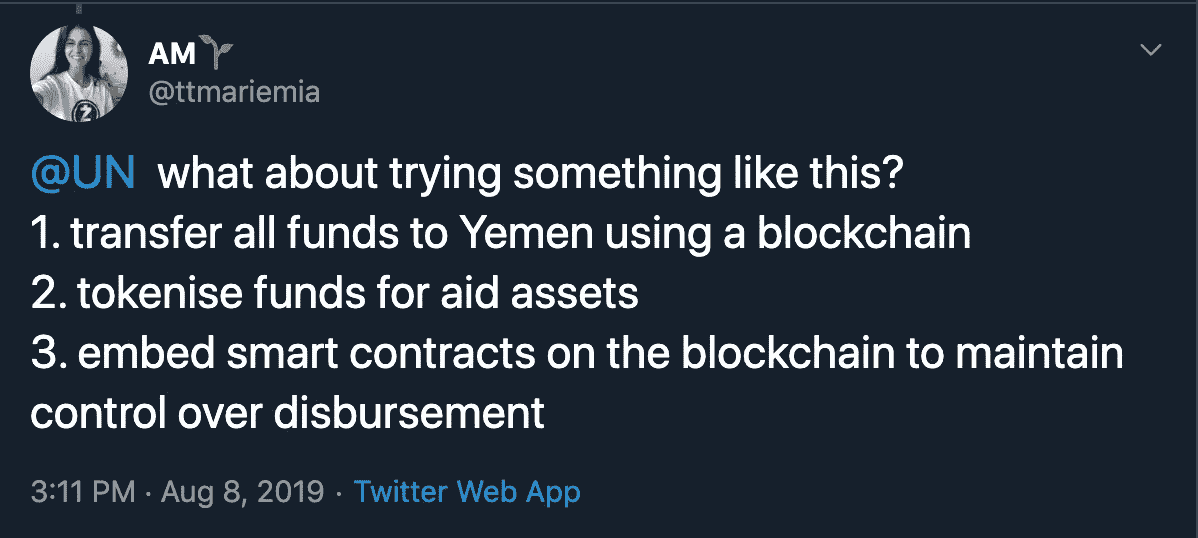 AM
@ttmariemia
@UN what about trying something like this?
1. transfer all funds to Yemen using a blockchain
2. tokenise funds for aid assets
3. embed smart contracts on the blockchain to maintain
control over disbursement
3:11 PM · Aug 8, 2019 · Twitter Web App